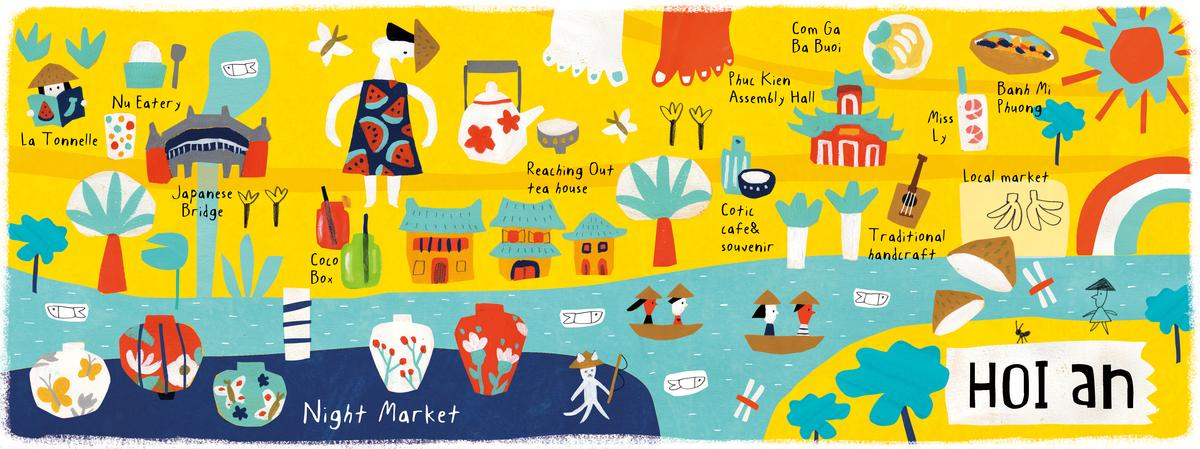 La Tonnelle
Nu Eatery
Japanese
Bridge
Coco
Box
Reaching Out
tea house
Com Ga
Ba Buoi
Phuc Kien
Assembly Hall
Miss
Ly
Banh Mi
Phuong
Cotic
cafe&
souvenir
Traditional
handcraft
Local market
Night Market
HOI an